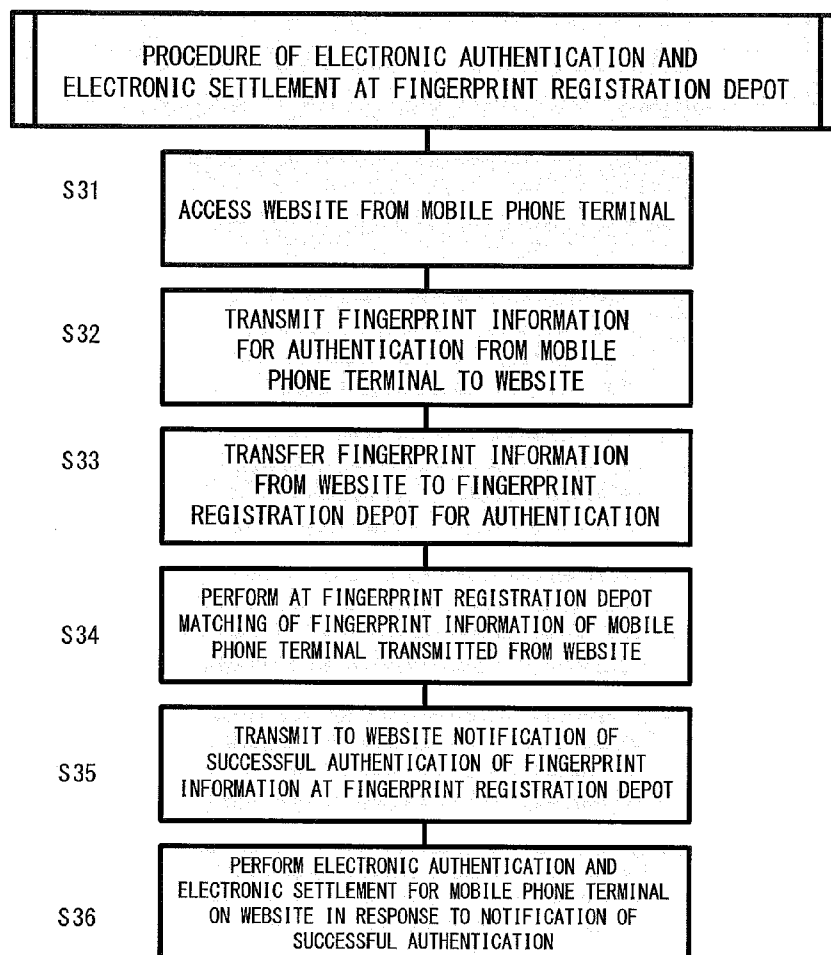 PROCEDURE OF ELECTRONIC AUTHENTICATION AND
ELECTRONIC SETTLEMENT AT FINGERPRINT REGISTRATION DEPOT
S31
ACCESS WEBSITE FROM MOBILE PHONE TERMINAL
S32
TRANSMIT FINGERPRINT INFORMATION
FOR AUTHENTICATION FROM MOBILE
PHONE TERMINAL TO WEBSITE
S33
TRANSFER FINGERPRINT INFORMATION
FROM WEBSITE TO FINGERPRINT
REGISTRATION DEPOT FOR AUTHENTICATION
S34
PERFORM AT FINGERPRINT REGISTRATION DEPOT
MATCHING OF FINGERPRINT INFORMATION OF MOBILE
PHONE TERMINAL TRANSMITTED FROM WEBSITE
S35
TRANSMIT TO WEBSITE NOTIFICATION OF
SUCCESSFUL AUTHENTICATION OF FINGERPRINT
INFORMATION AT FINGERPRINT REGISTRATION DEPOT
S36
PERFORM ELECTRONIC AUTHENTICATION AND
ELECTRONIC SETTLEMENT FOR MOBILE PHONE TERMINAL
ON WEBSITE IN RESPONSE TO NOTIFICATION OF
SUCCESSFUL AUTHENTICATION